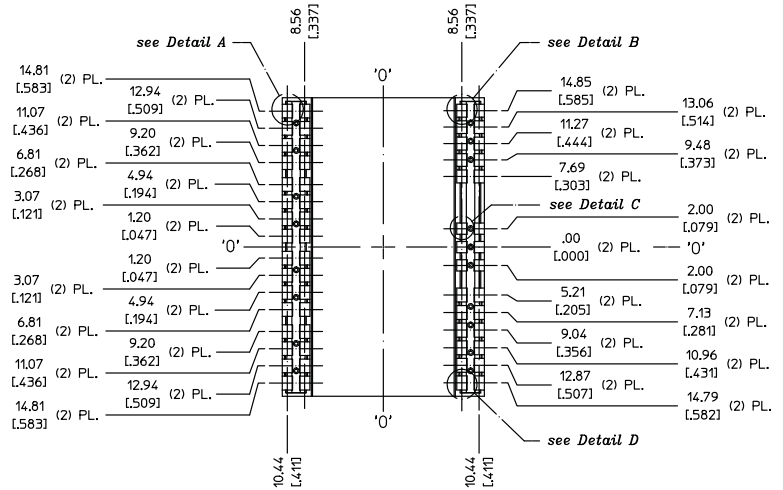 8.56
[.337]
8.56
[.337]
see Detail A
see Detail B
'0'
14.81
[.583] (2) PL.
12.94
[.509] (2) PL.
11.07
[.436] (2) PL.
9.20
[.362] (2) PL.
6.81
[.268] (2) PL.
4.94
[.194] (2) PL.
3.07
[.121] (2) PL.
1.20
[.047] (2) PL.
'0'
1.20
[.047] (2) PL.
3.07
[.121] (2) PL.
4.94
[.194] (2) PL.
6.81
[.268] (2) PL.
9.20
[.362] (2) PL.
11.07
[.436] (2) PL.
12.94
[.509] (2) PL.
14.81
[.583] (2) PL.
14.85
[.585] (2) PL.
13.06
[.514] (2) PL.
11.27
[.444] (2) PL.
9.48
[.373] (2) PL.
7.69
[.303] (2) PL.
see Detail C
2.00
[.079] (2) PL.
.00
[.000] (2) PL.
'0'
2.00
[.079] (2) PL.
5.21
[.205] (2) PL.
7.13
[.281] (2) PL.
9.04
[.356] (2) PL.
10.96
[.431] (2) PL.
12.87
[.507] (2) PL.
14.79
[.582] (2) PL.
'0'
see Detail D
10.44
[.411]
10.44
[.411]